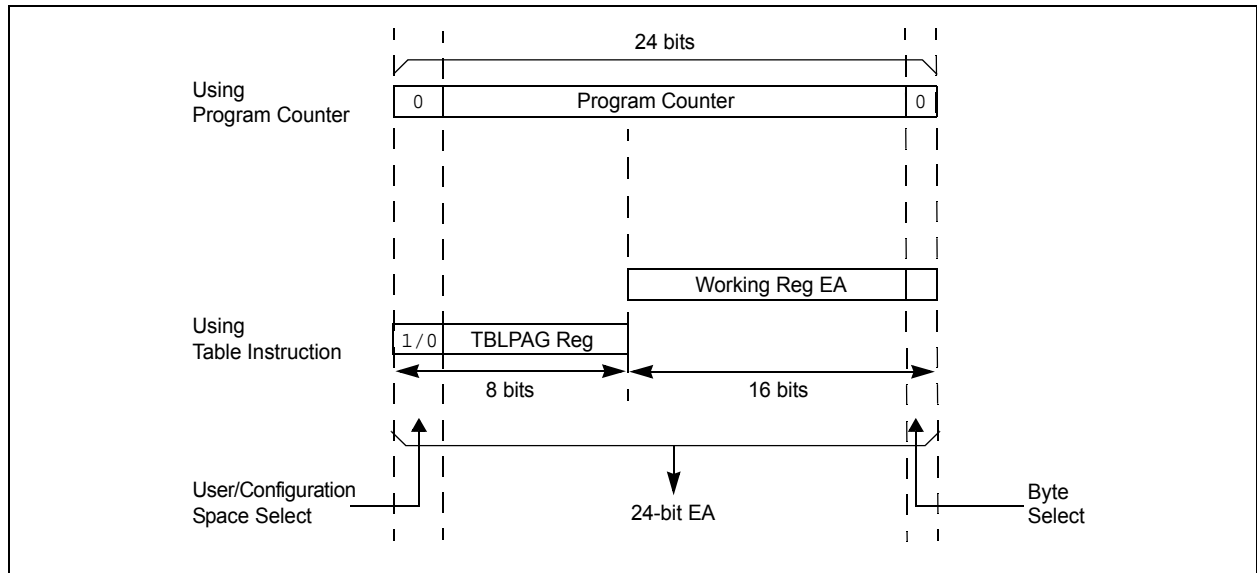 24 bits
Using
Program Counter
0
Program Counter
0
Working Reg EA
Using
Table Instruction
1/0
TBLPAG Reg
8 bits
16 bits
User/Configuration
Space Select
24-bit EA
Byte
Select